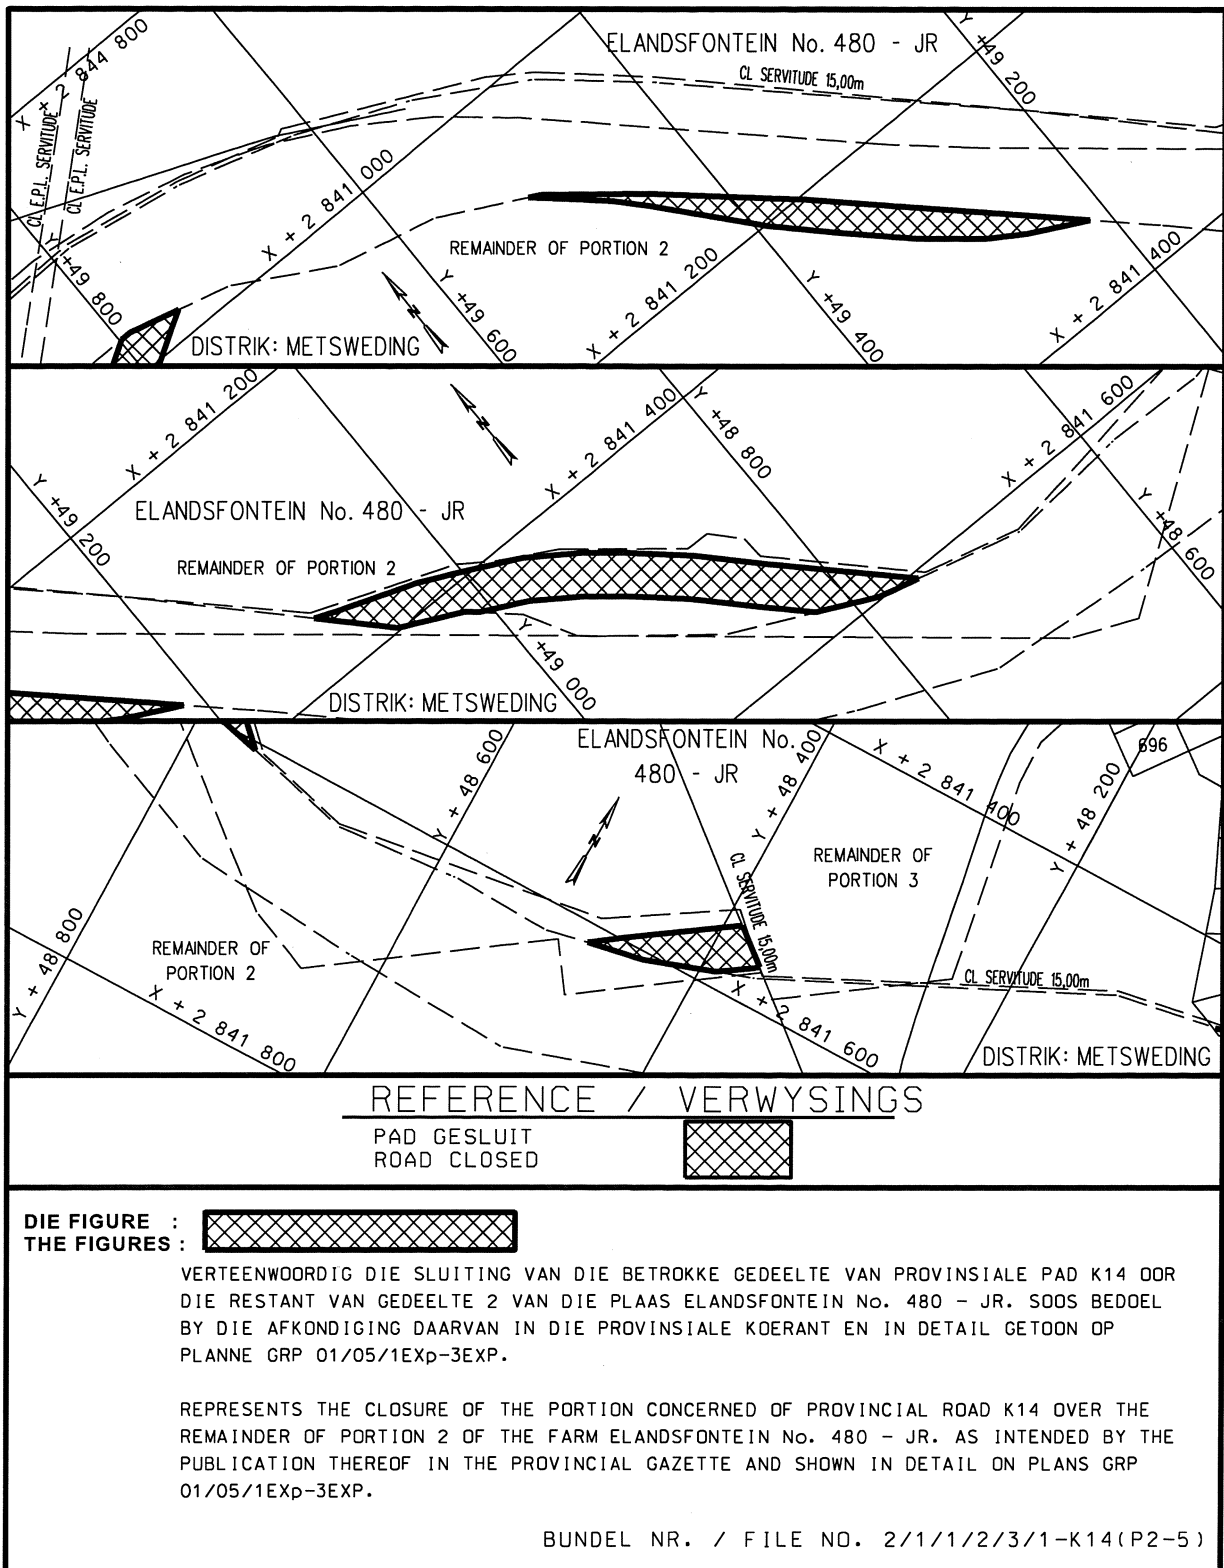 ELANDSFONTEIN No. 480 - JR
CL SERVITUDE 15,00m
X + 2 844 800
CL E.P.L. SERVITUDE
CL E.P.L. SERVITUDE
Y +49 800
X + 2 841 000
Y +49 200
REMAINDER OF PORTION 2
N
Y +49 600
X + 2 841 200
Y +49 400
X + 2 841 400
DISTRIK: METSWEDING
X + 2 841 200
N
X + 2 841 400
Y +48 800
X + 2 841 600
Y +49 200
ELANDSFONTEIN No. 480 - JR
REMAINDER OF PORTION 2
Y +48 600
Y +49 000
DISTRIK: METSWEDING
ELANDSFONTEIN No.
480 - JR
Y + 48 600
Y + 48 400
X + 2 841 400
696
Y + 48 200
N
REMAINDER OF
PORTION 3
CL SERVITUDE 15,00m
Y + 48 800
REMAINDER OF
PORTION 2
X + 2 841 800
X + 2 841 600
CL SERVITUDE 15,00m
DISTRIK: METSWEDING
REFERENCE / VERWYSINGS
PAD GESLUIT
ROAD CLOSED
DIE FIGURE :
THE FIGURES :
VERTEENWOORDIG DIE SLUITING VAN DIE BETROKKE GEDEELTE VAN PROVINSIALE PAD K14 OOR
DIE RESTANT VAN GEDEELTE 2 VAN DIE PLAAS ELANDSFONTEIN No. 480 - JR. SOOS BEDOEL
BY DIE AFKONDIGING DAARVAN IN DIE PROVINSIALE KOERANT EN IN DETAIL GETOON OP
PLANNE GRP 01/05/1EXp-3EXP.
REPRESENTS THE CLOSURE OF THE PORTION CONCERNED OF PROVINCIAL ROAD K14 OVER THE
REMAINDER OF PORTION 2 OF THE FARM ELANDSFONTEIN No. 480 - JR. AS INTENDED BY THE
PUBLICATION THEREOF IN THE PROVINCIAL GAZETTE AND SHOWN IN DETAIL ON PLANS GRP
01/05/1EXp-3EXP.
BUNDEL NR. / FILE NO. 2/1/1/2/3/1-K14(P2-5)